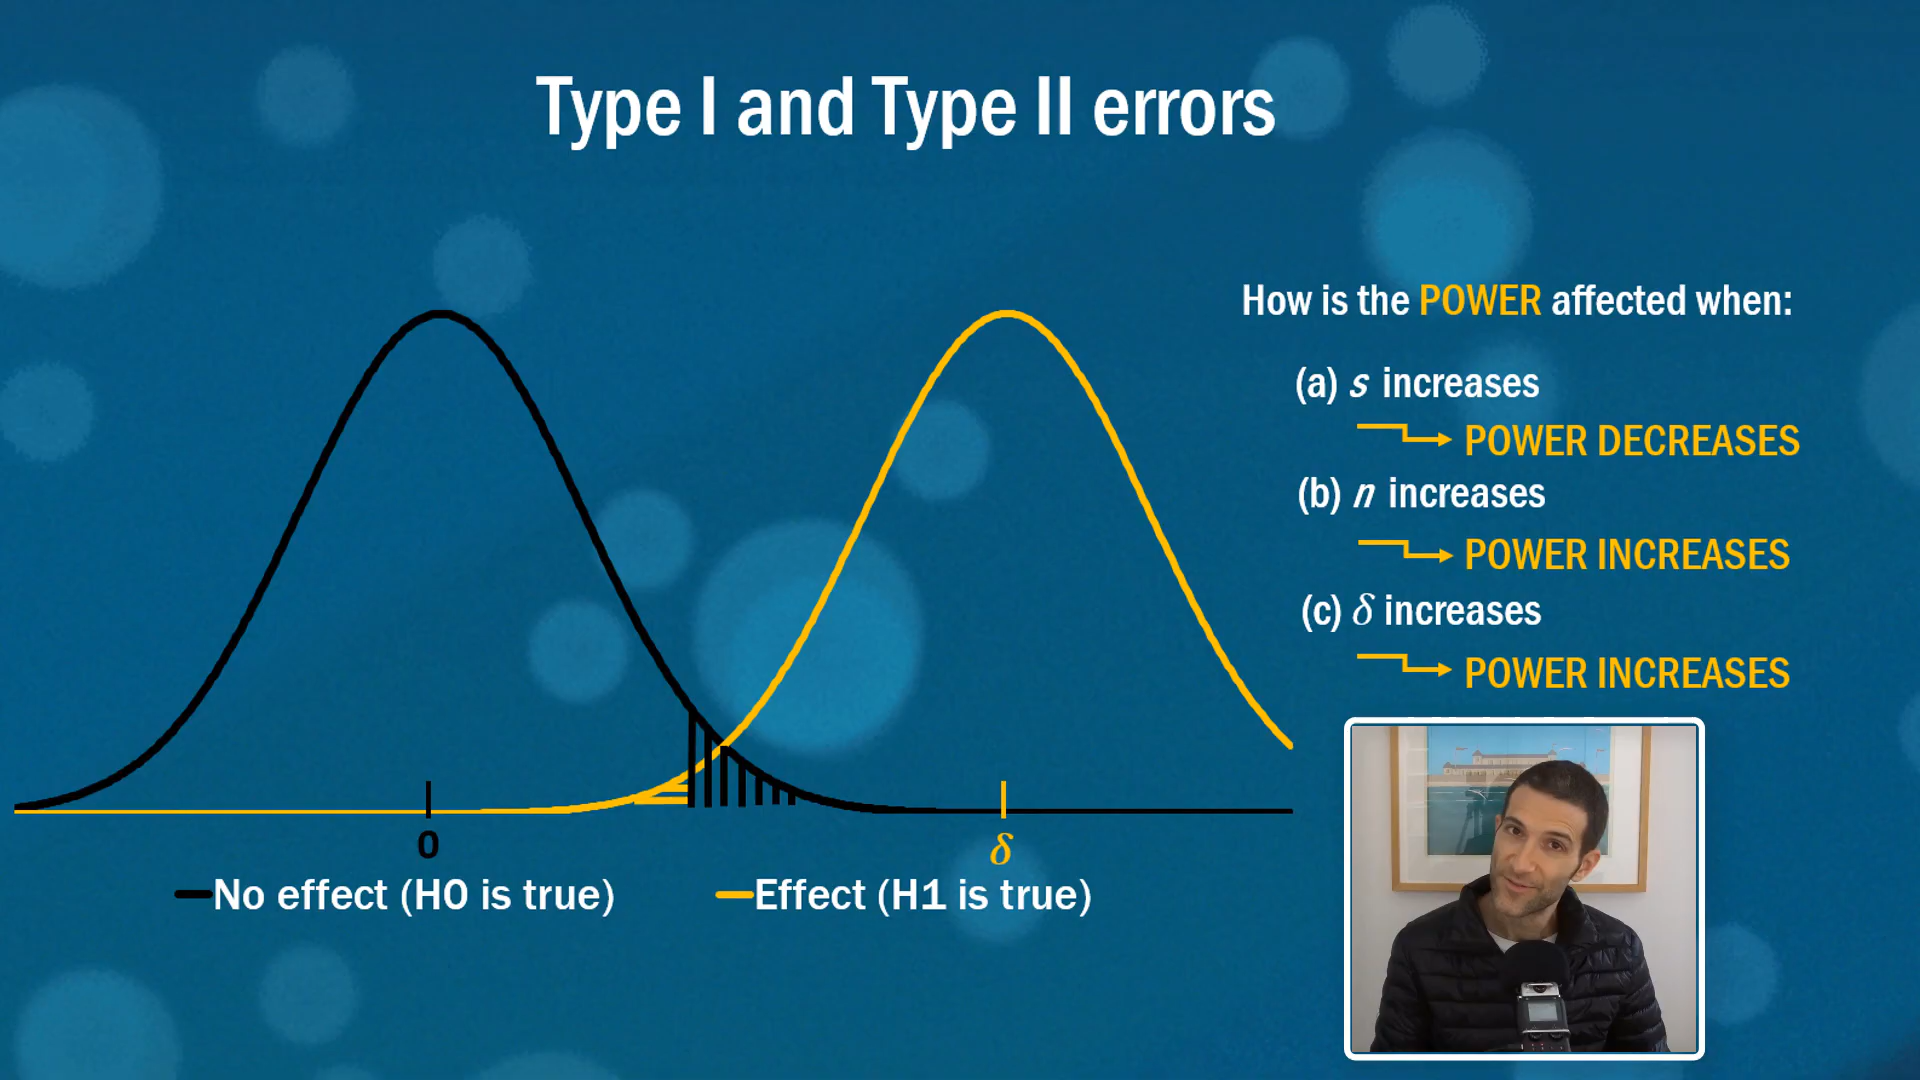 Type I and Type II errors
How is the POWER affected when:
(a) s increases
POWER DECREASES
(b) n increases
POWER INCREASES
(c) δ increases
POWER INCREASES
0
δ
No effect (H0 is true)
Effect (H1 is true)